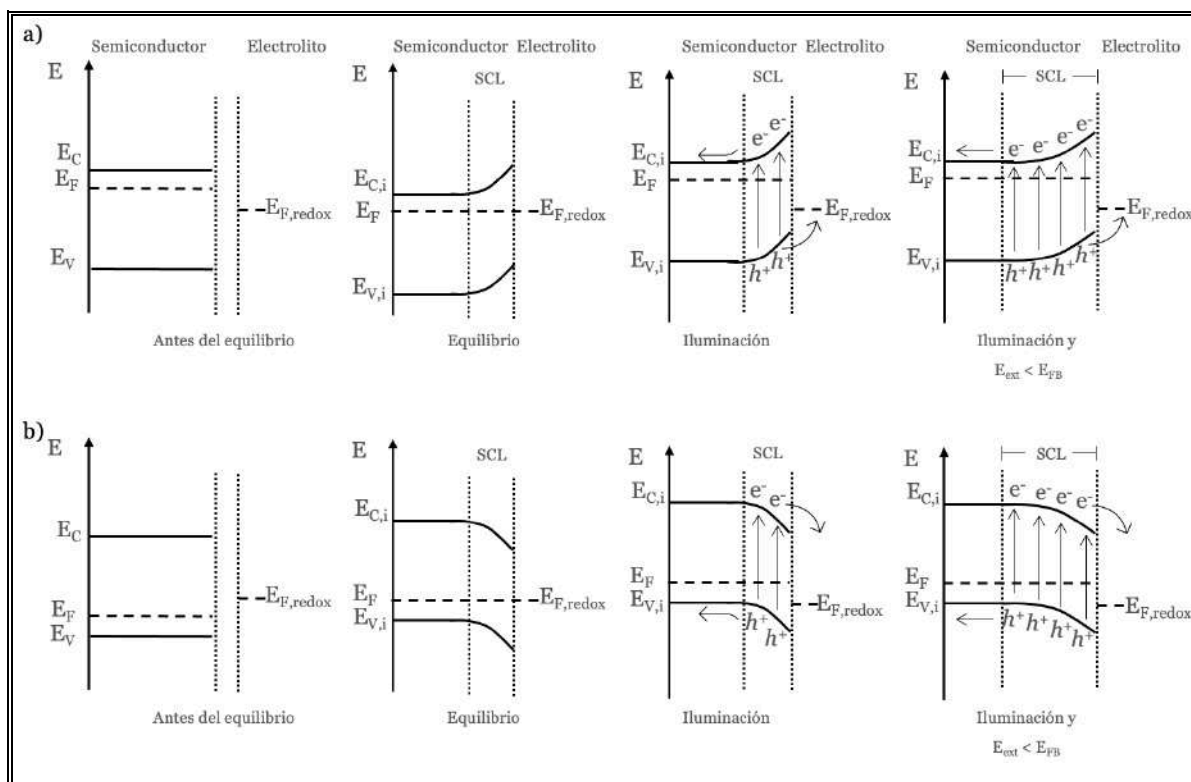 a)
Semiconductor Electrolito Semiconductor Electrolito Semiconductor Electrolito Semiconductor Electrolito
SCL SCL SCL
E E E E
e⁻ e⁻ e⁻ e⁻ e⁻ e⁻
E_C E_C,i E_C,i E_C,i
E_F E_F E_F E_F
E_F,redox E_F,redox E_F,redox E_F,redox
E_V E_V,i E_V,i E_V,i
h⁺ h⁺ h⁺ h⁺ h⁺ h⁺
Antes del equilibrio Equilibrio Iluminación Iluminación y
E_ext < E_FB
b)
SCL SCL SCL
E E E E
e⁻ e⁻ e⁻ e⁻ e⁻ e⁻
E_C E_C,i E_C,i E_C,i
E_F E_F E_F E_F
E_F,redox E_F,redox E_F,redox E_F,redox
E_V E_V,i E_V,i E_V,i
h⁺ h⁺ h⁺ h⁺ h⁺ h⁺
Antes del equilibrio Equilibrio Iluminación Iluminación y
E_ext < E_FB